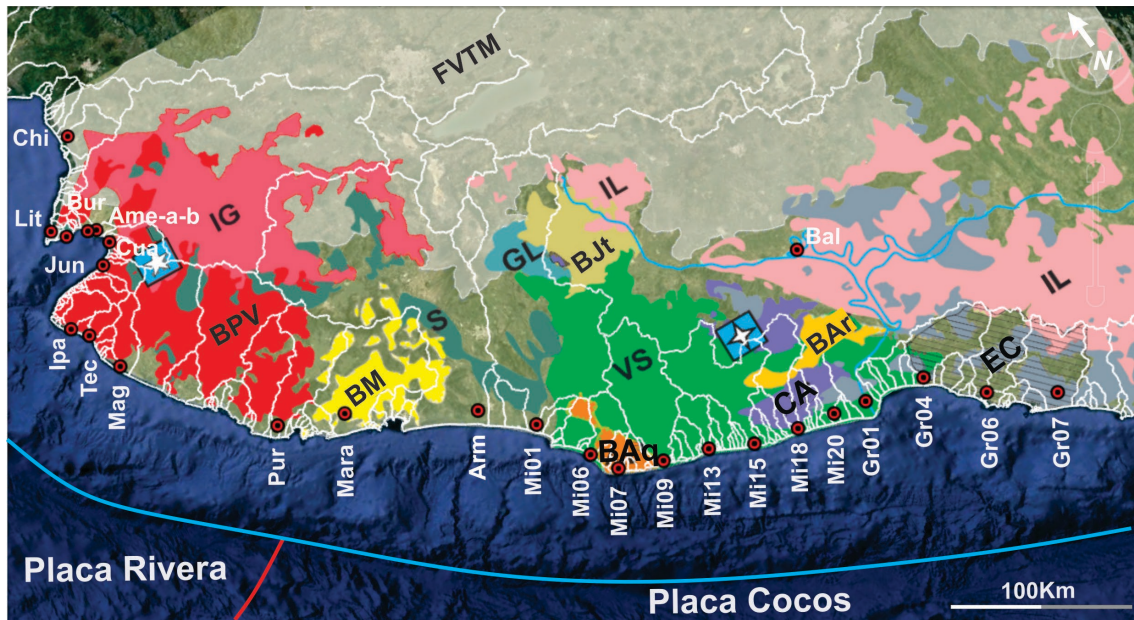 FVTM
N
Chi
Bur
Lit
Ame-a-b
Cua
Jun
IG
IL
GL
BJt
Bal
IL
Ipa
Tec
Mag
BPV
S
VS
BAr
EC
BM
CA
Pur
Mara
Arm
Mi01
Mi06
BAq
Mi07
Mi09
Mi13
Mi15
Mi18
Mi20
Gr01
Gr04
Gr06
Gr07
Placa Rivera
Placa Cocos
100Km